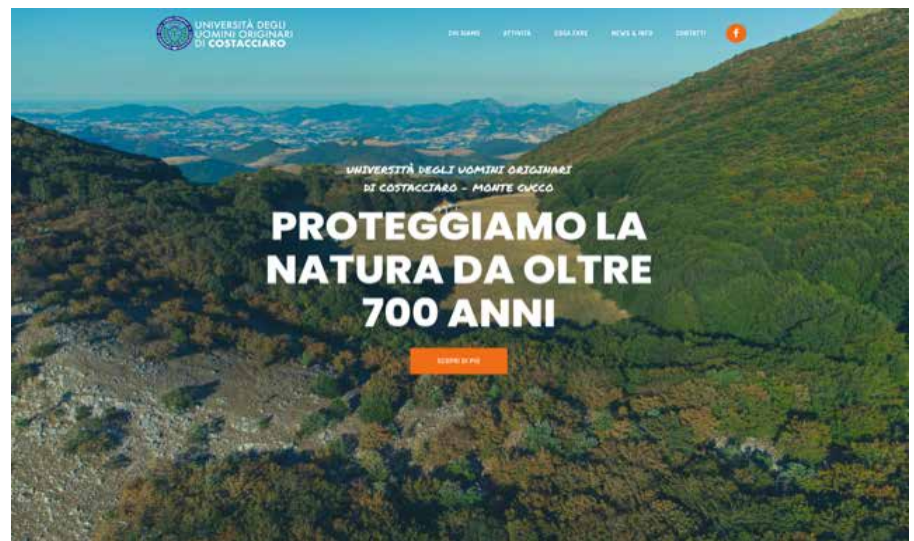 UNIVERSITÀ DEGLI
UOMINI ORIGINARI
DI COSTACCIARO
CHI SIAMO ATTIVITÀ COSA FARE NEWS & INFO CONTATTI
UNIVERSITÀ DEGLI UOMINI ORIGINARI
DI COSTACCIARO - MONTE CUCCO
PROTEGGIAMO LA
NATURA DA OLTRE
700 ANNI
SCOPRI DI PIÙ